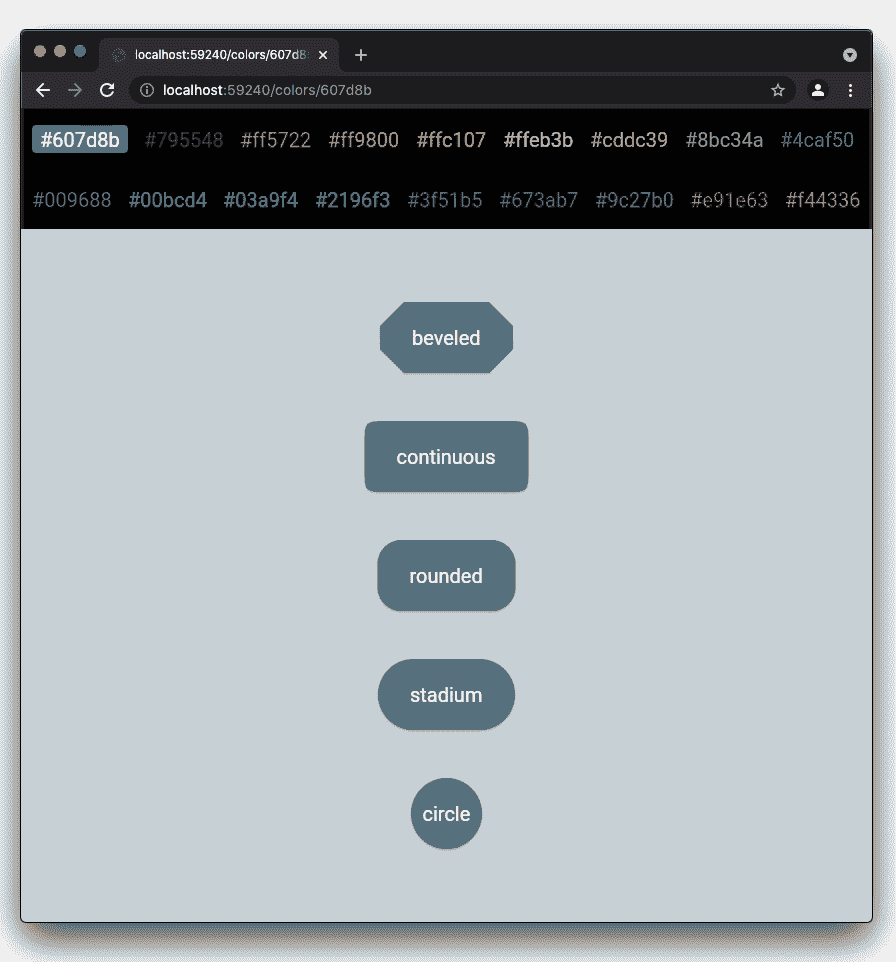 localhost:59240/colors/607d8
localhost:59240/colors/607d8b
#607d8b #795548 #ff5722 #ff9800 #ffc107 #ffeb3b #cddc39 #8bc34a #4caf50
#009688 #00bcd4 #03a9f4 #2196f3 #3f51b5 #673ab7 #9c27b0 #e91e63 #f44336
beveled
continuous
rounded
stadium
circle